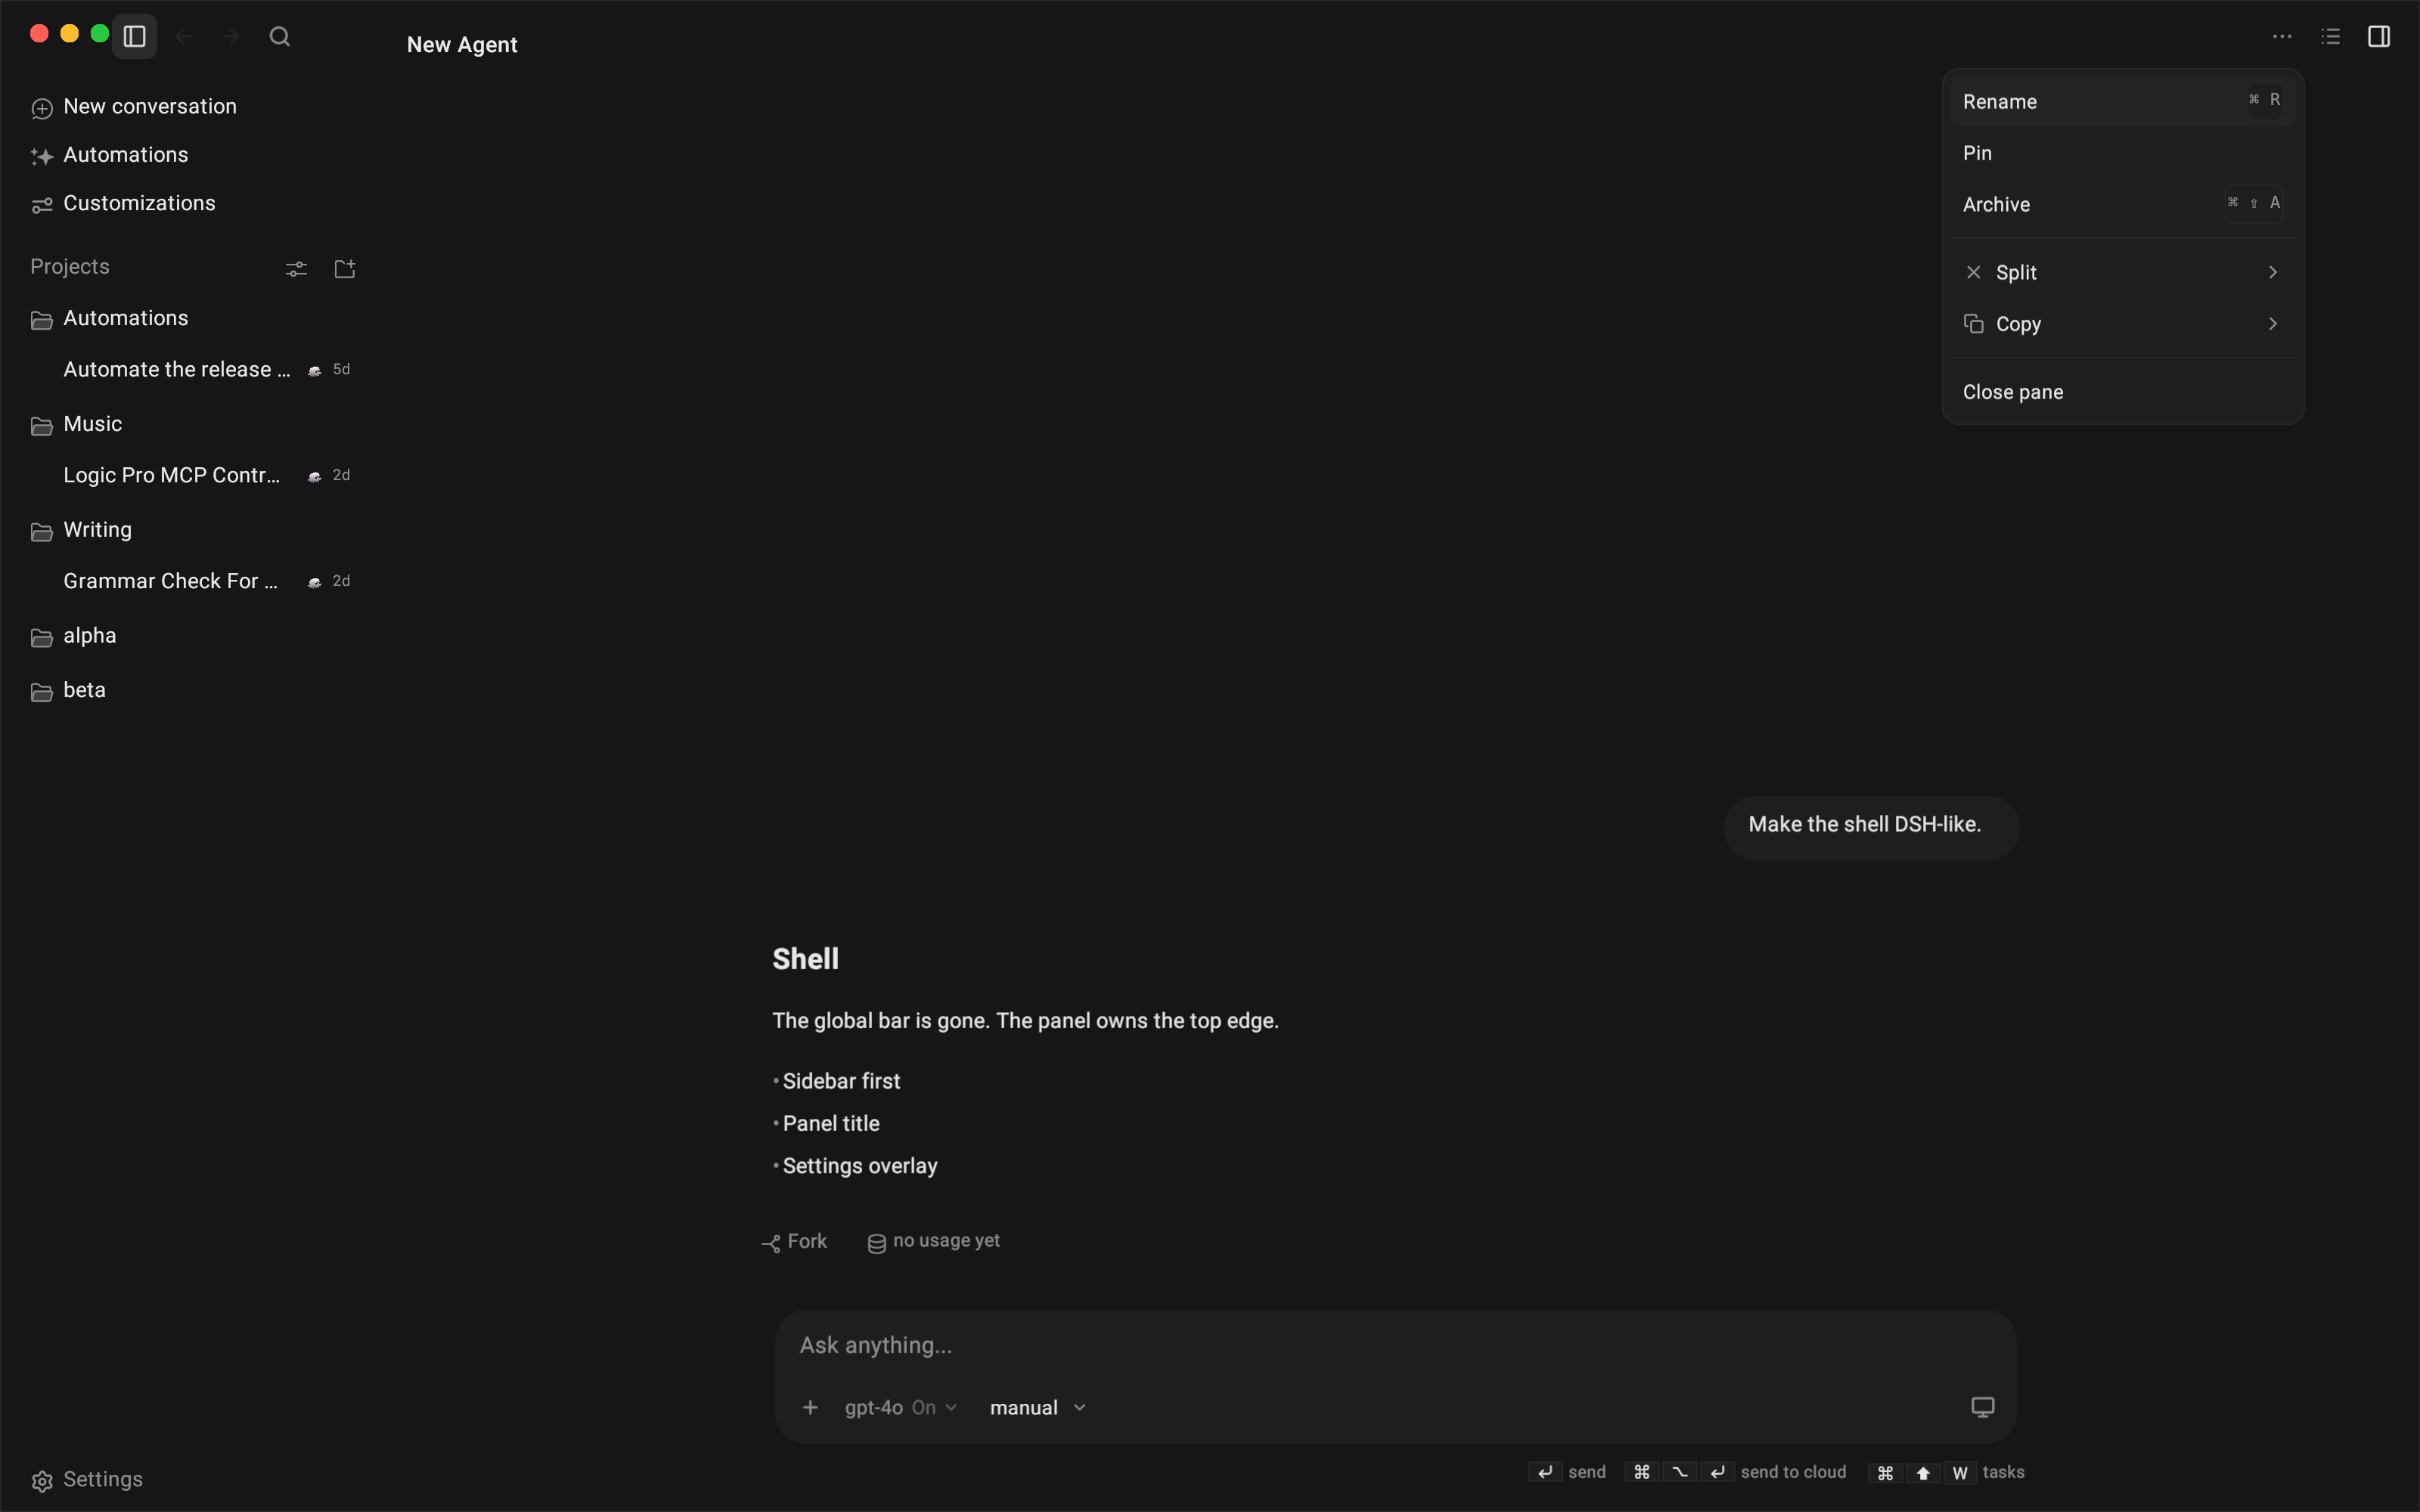 New Agent
New conversation
Automations
Customizations
Projects
Automations
Automate the release ... 5d
Music
Logic Pro MCP Contr... 2d
Writing
Grammar Check For ... 2d
alpha
beta
Settings
Rename ⌘ R
Pin
Archive ⌘ ⇧ A
Split
Copy
Close pane
Make the shell DSH-like.
Shell
The global bar is gone. The panel owns the top edge.
• Sidebar first
• Panel title
• Settings overlay
Fork no usage yet
Ask anything...
gpt-4o On manual
↵ send ⌘ ⌥ ↵ send to cloud ⌘ ⬆ W tasks